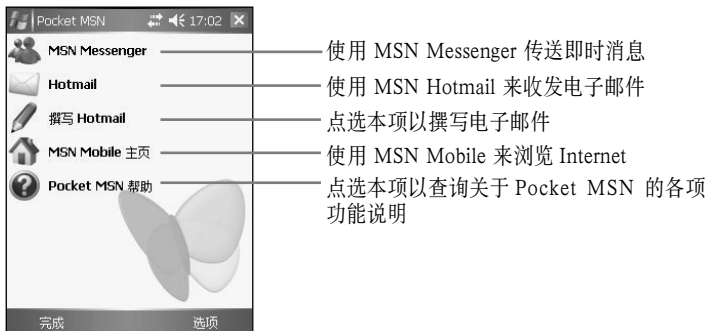 Pocket MSN 17:02
MSN Messenger
使用 MSN Messenger 传送即时消息
Hotmail
使用 MSN Hotmail 来收发电子邮件
撰写 Hotmail
点选本项以撰写电子邮件
MSN Mobile 主页
使用 MSN Mobile 来浏览 Internet
Pocket MSN 帮助
点选本项以查询关于 Pocket MSN 的各项
功能说明
完成 选项